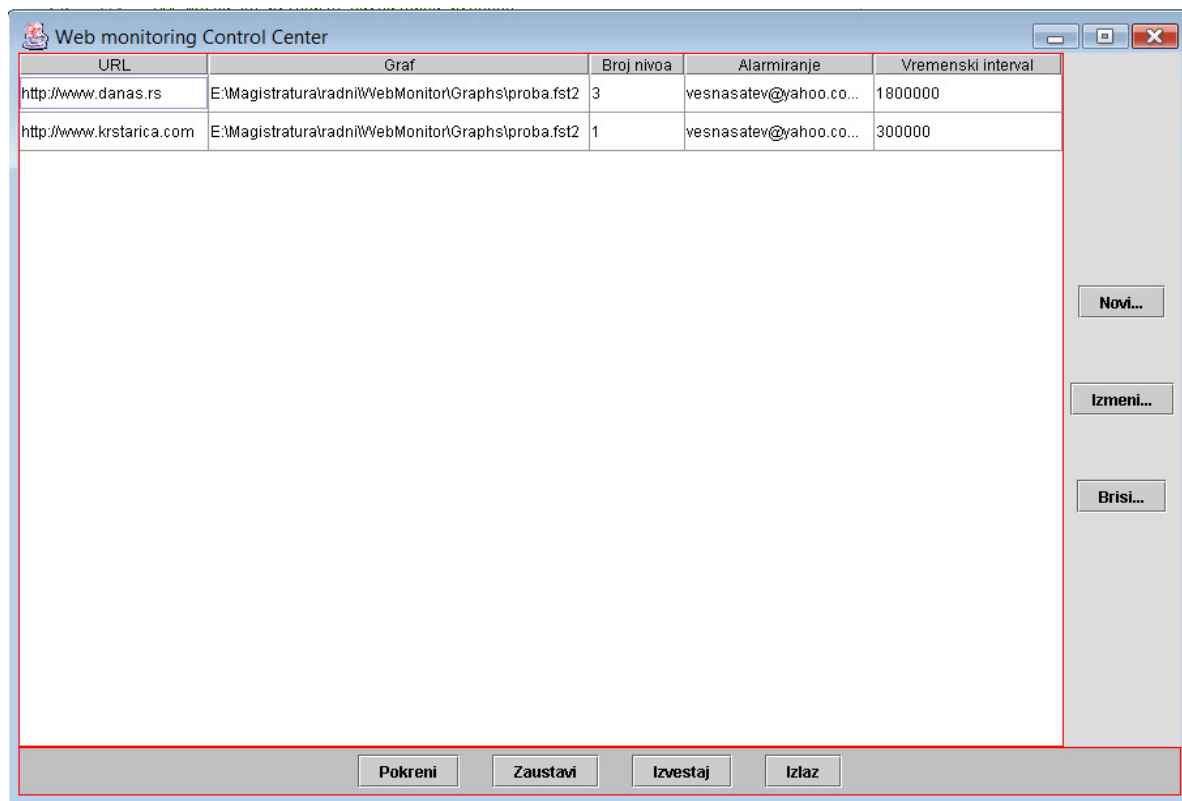 Web monitoring Control Center
URL Graf Broj nivoa Alarmiranje Vremenski interval
http://www.danas.rs E:\Magistratura\radni\WebMonitor\Graphs\proba.fst2 3 vesnasatev@yahoo.co... 1800000
http://www.krstarica.com E:\Magistratura\radni\WebMonitor\Graphs\proba.fst2 1 vesnasatev@yahoo.co... 300000
Novi...
Izmeni...
Brisi...
Pokreni Zaustavi Izvestaj Izlaz